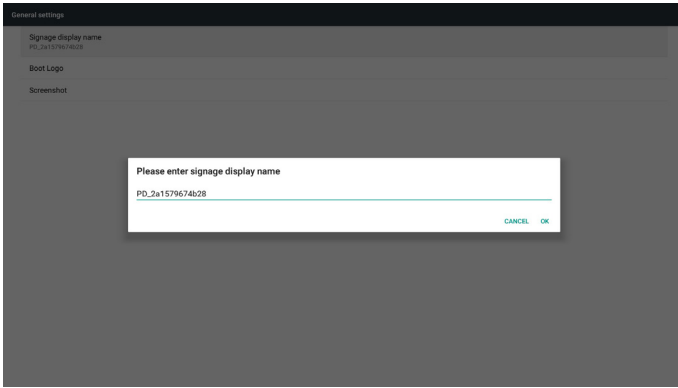 General settings
Signage display name
PD_2a1579674b28
Boot Logo
Screenshot
Please enter signage display name
PD_2a1579674b28
CANCEL OK